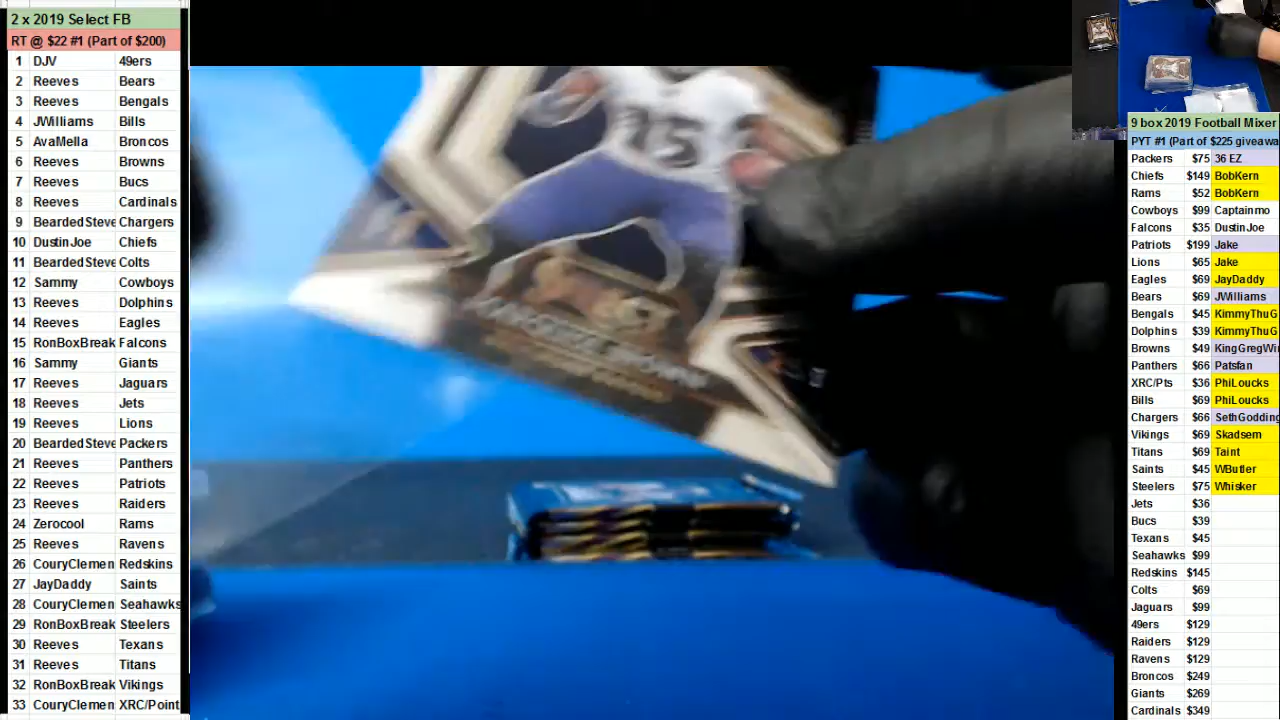 2 x 2019 Select FB
RT @ $22 #1 (Part of $200)
1 DJV 49ers
2 Reeves Bears
3 Reeves Bengals
4 JWilliams Bills
5 AvaMella Broncos
6 Reeves Browns
7 Reeves Bucs
8 Reeves Cardinals
9 BeardedSteve Chargers
10 DustinJoe Chiefs
11 BeardedSteve Colts
12 Sammy Cowboys
13 Reeves Dolphins
14 Reeves Eagles
15 RonBoxBreak Falcons
16 Sammy Giants
17 Reeves Jaguars
18 Reeves Jets
19 Reeves Lions
20 BeardedSteve Packers
21 Reeves Panthers
22 Reeves Patriots
23 Reeves Raiders
24 Zerocool Rams
25 Reeves Ravens
26 CouryClemen Redskins
27 JayDaddy Saints
28 CouryClemen Seahawks
29 RonBoxBreak Steelers
30 Reeves Texans
31 Reeves Titans
32 RonBoxBreak Vikings
33 CouryClemen XRC/Point
15
9 box 2019 Football Mixer
PYT #1 (Part of $225 giveawa
Packers $75 36 EZ
Chiefs $149 BobKern
Rams $52 BobKern
Cowboys $99 Captainmo
Falcons $35 DustinJoe
Patriots $199 Jake
Lions $65 Jake
Eagles $69 JayDaddy
Bears $69 JWilliams
Bengals $45 KimmyThuG
Dolphins $39 KimmyThuG
Browns $49 KingGregWi
Panthers $66 Patsfan
XRC/Pts $36 PhiLoucks
Bills $69 PhiLoucks
Chargers $66 SethGodding
Vikings $69 Skadsem
Titans $69 Taint
Saints $45 WButler
Steelers $75 Whisker
Jets $36
Bucs $39
Texans $45
Seahawks $99
Redskins $145
Colts $69
Jaguars $99
49ers $129
Raiders $129
Ravens $129
Broncos $249
Giants $269
Cardinals $349